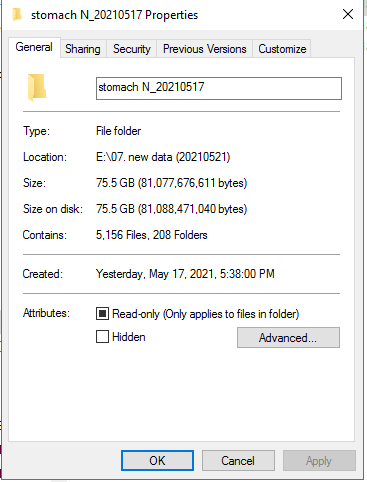 stomach N_20210517 Properties
General Sharing Security Previous Versions Customize
stomach N_20210517
Type: File folder
Location: E:\07. new data (20210521)
Size: 75.5 GB (81,077,676,611 bytes)
Size on disk: 75.5 GB (81,088,471,040 bytes)
Contains: 5,156 Files, 208 Folders
Created: Yesterday, May 17, 2021, 5:38:00 PM
Attributes: Read-only (Only applies to files in folder)
Hidden Advanced...
OK Cancel Apply